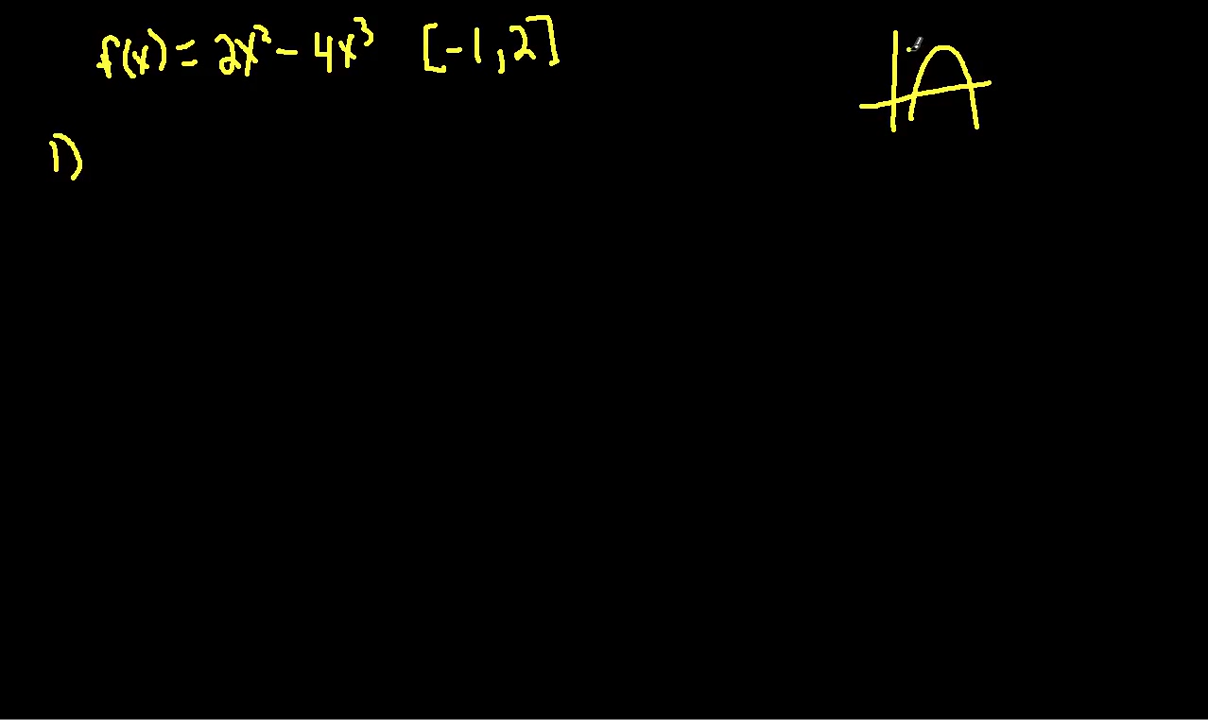 f(x) = 2x² - 4x³ [-1, 2]
1)